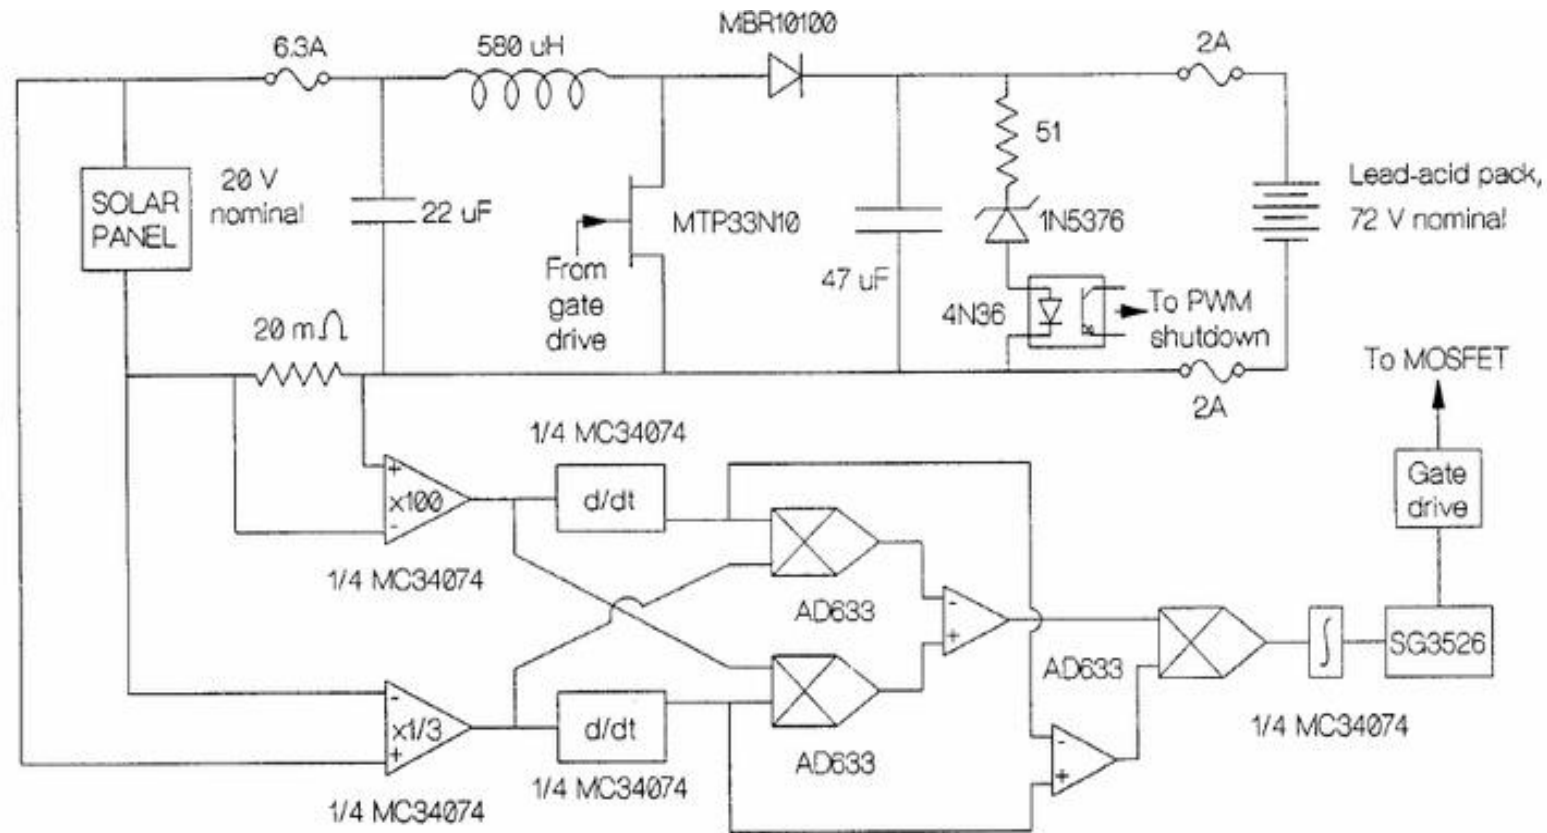 MBR10100
6.3A
580 uH
2A
51
SOLAR
PANEL
20 V
nominal
22 uF
MTP33N10
1N5376
Lead-acid pack,
72 V nominal
From
gate
drive
47 uF
4N36
To PWM
shutdown
20 mΩ
2A
To MOSFET
1/4 MC34074
+
x100
-
d/dt
Gate
drive
1/4 MC34074
AD633
-
+
AD633
∫
SG3526
-
x1/3
+
d/dt
AD633
-
+
1/4 MC34074
1/4 MC34074
1/4 MC34074